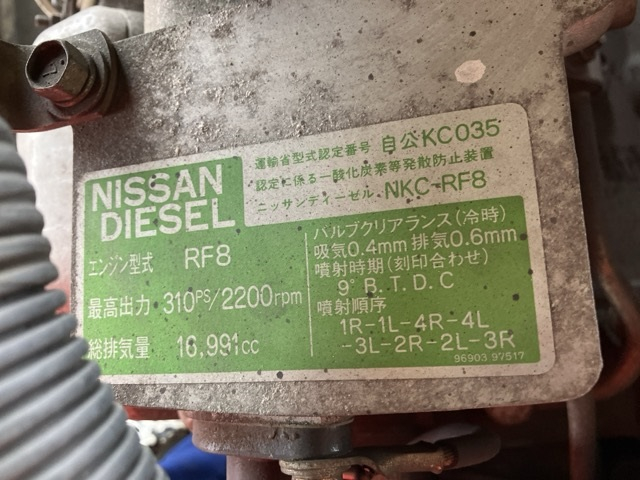 NISSAN
DIESEL
運輸省型式認定番号 自公KC035
認定に係る一酸化炭素等発散防止装置
ニッサンディーゼル NKC-RF8
エンジン型式 RF8
最高出力 310PS/2200rpm
総排気量 16,991cc
バルブクリアランス(冷時)
吸気0.4mm 排気0.6mm
噴射時期(刻印合わせ)
9° B.T.D.C
噴射順序
1R-1L-4R-4L
-3L-2R-2L-3R
96903 97517